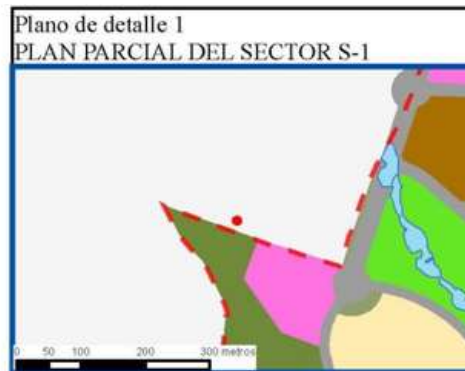 Plano de detalle 1
PLAN PARCIAL DEL SECTOR S-1
0 50 100 200 300 metros